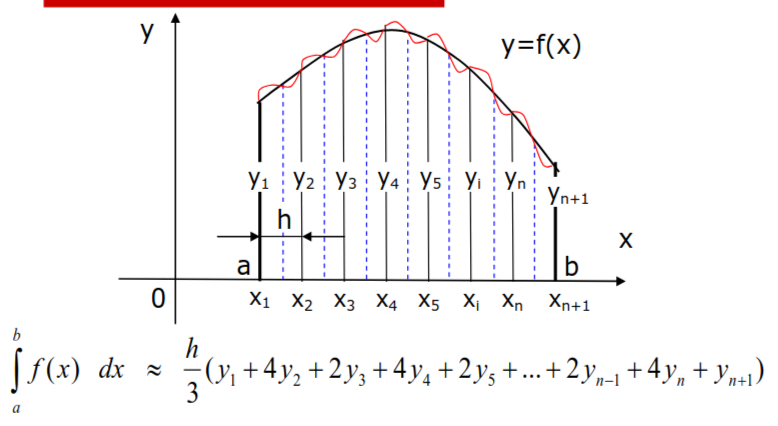 y
y=f(x)
y₁ y₂ y₃ y₄ y₅ yᵢ yₙ yₙ₊₁
h
x
a b
0 x₁ x₂ x₃ x₄ x₅ xᵢ xₙ xₙ₊₁
∫ₐᵇ f(x) dx ≈ h/3 (y₁ + 4y₂ + 2y₃ + 4y₄ + 2y₅ + ... + 2yₙ₋₁ + 4yₙ + yₙ₊₁)